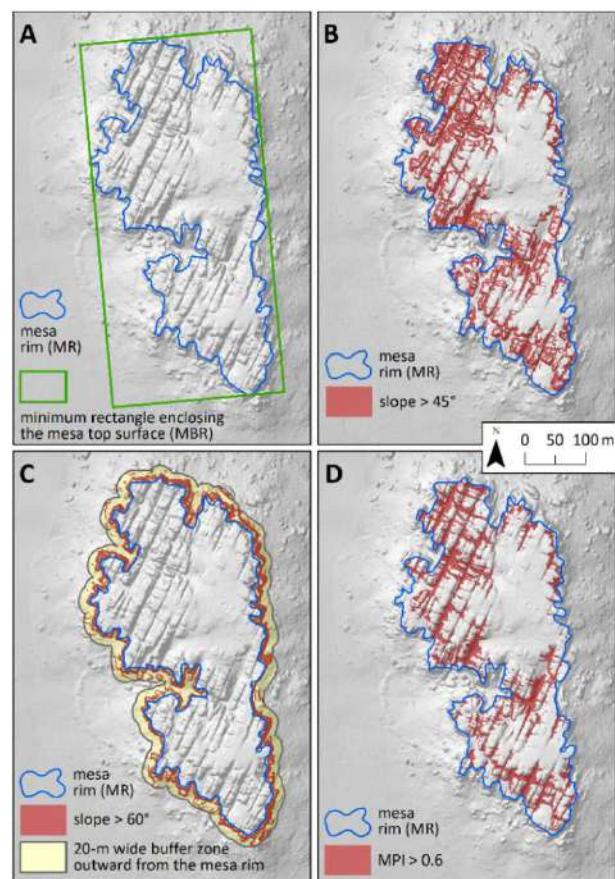 A
mesa
rim (MR)
minimum rectangle enclosing
the mesa top surface (MBR)
B
mesa
rim (MR)
slope > 45°
N
0 50 100 m
C
mesa
rim (MR)
slope > 60°
20-m wide buffer zone
outward from the mesa rim
D
mesa
rim (MR)
MPI > 0.6